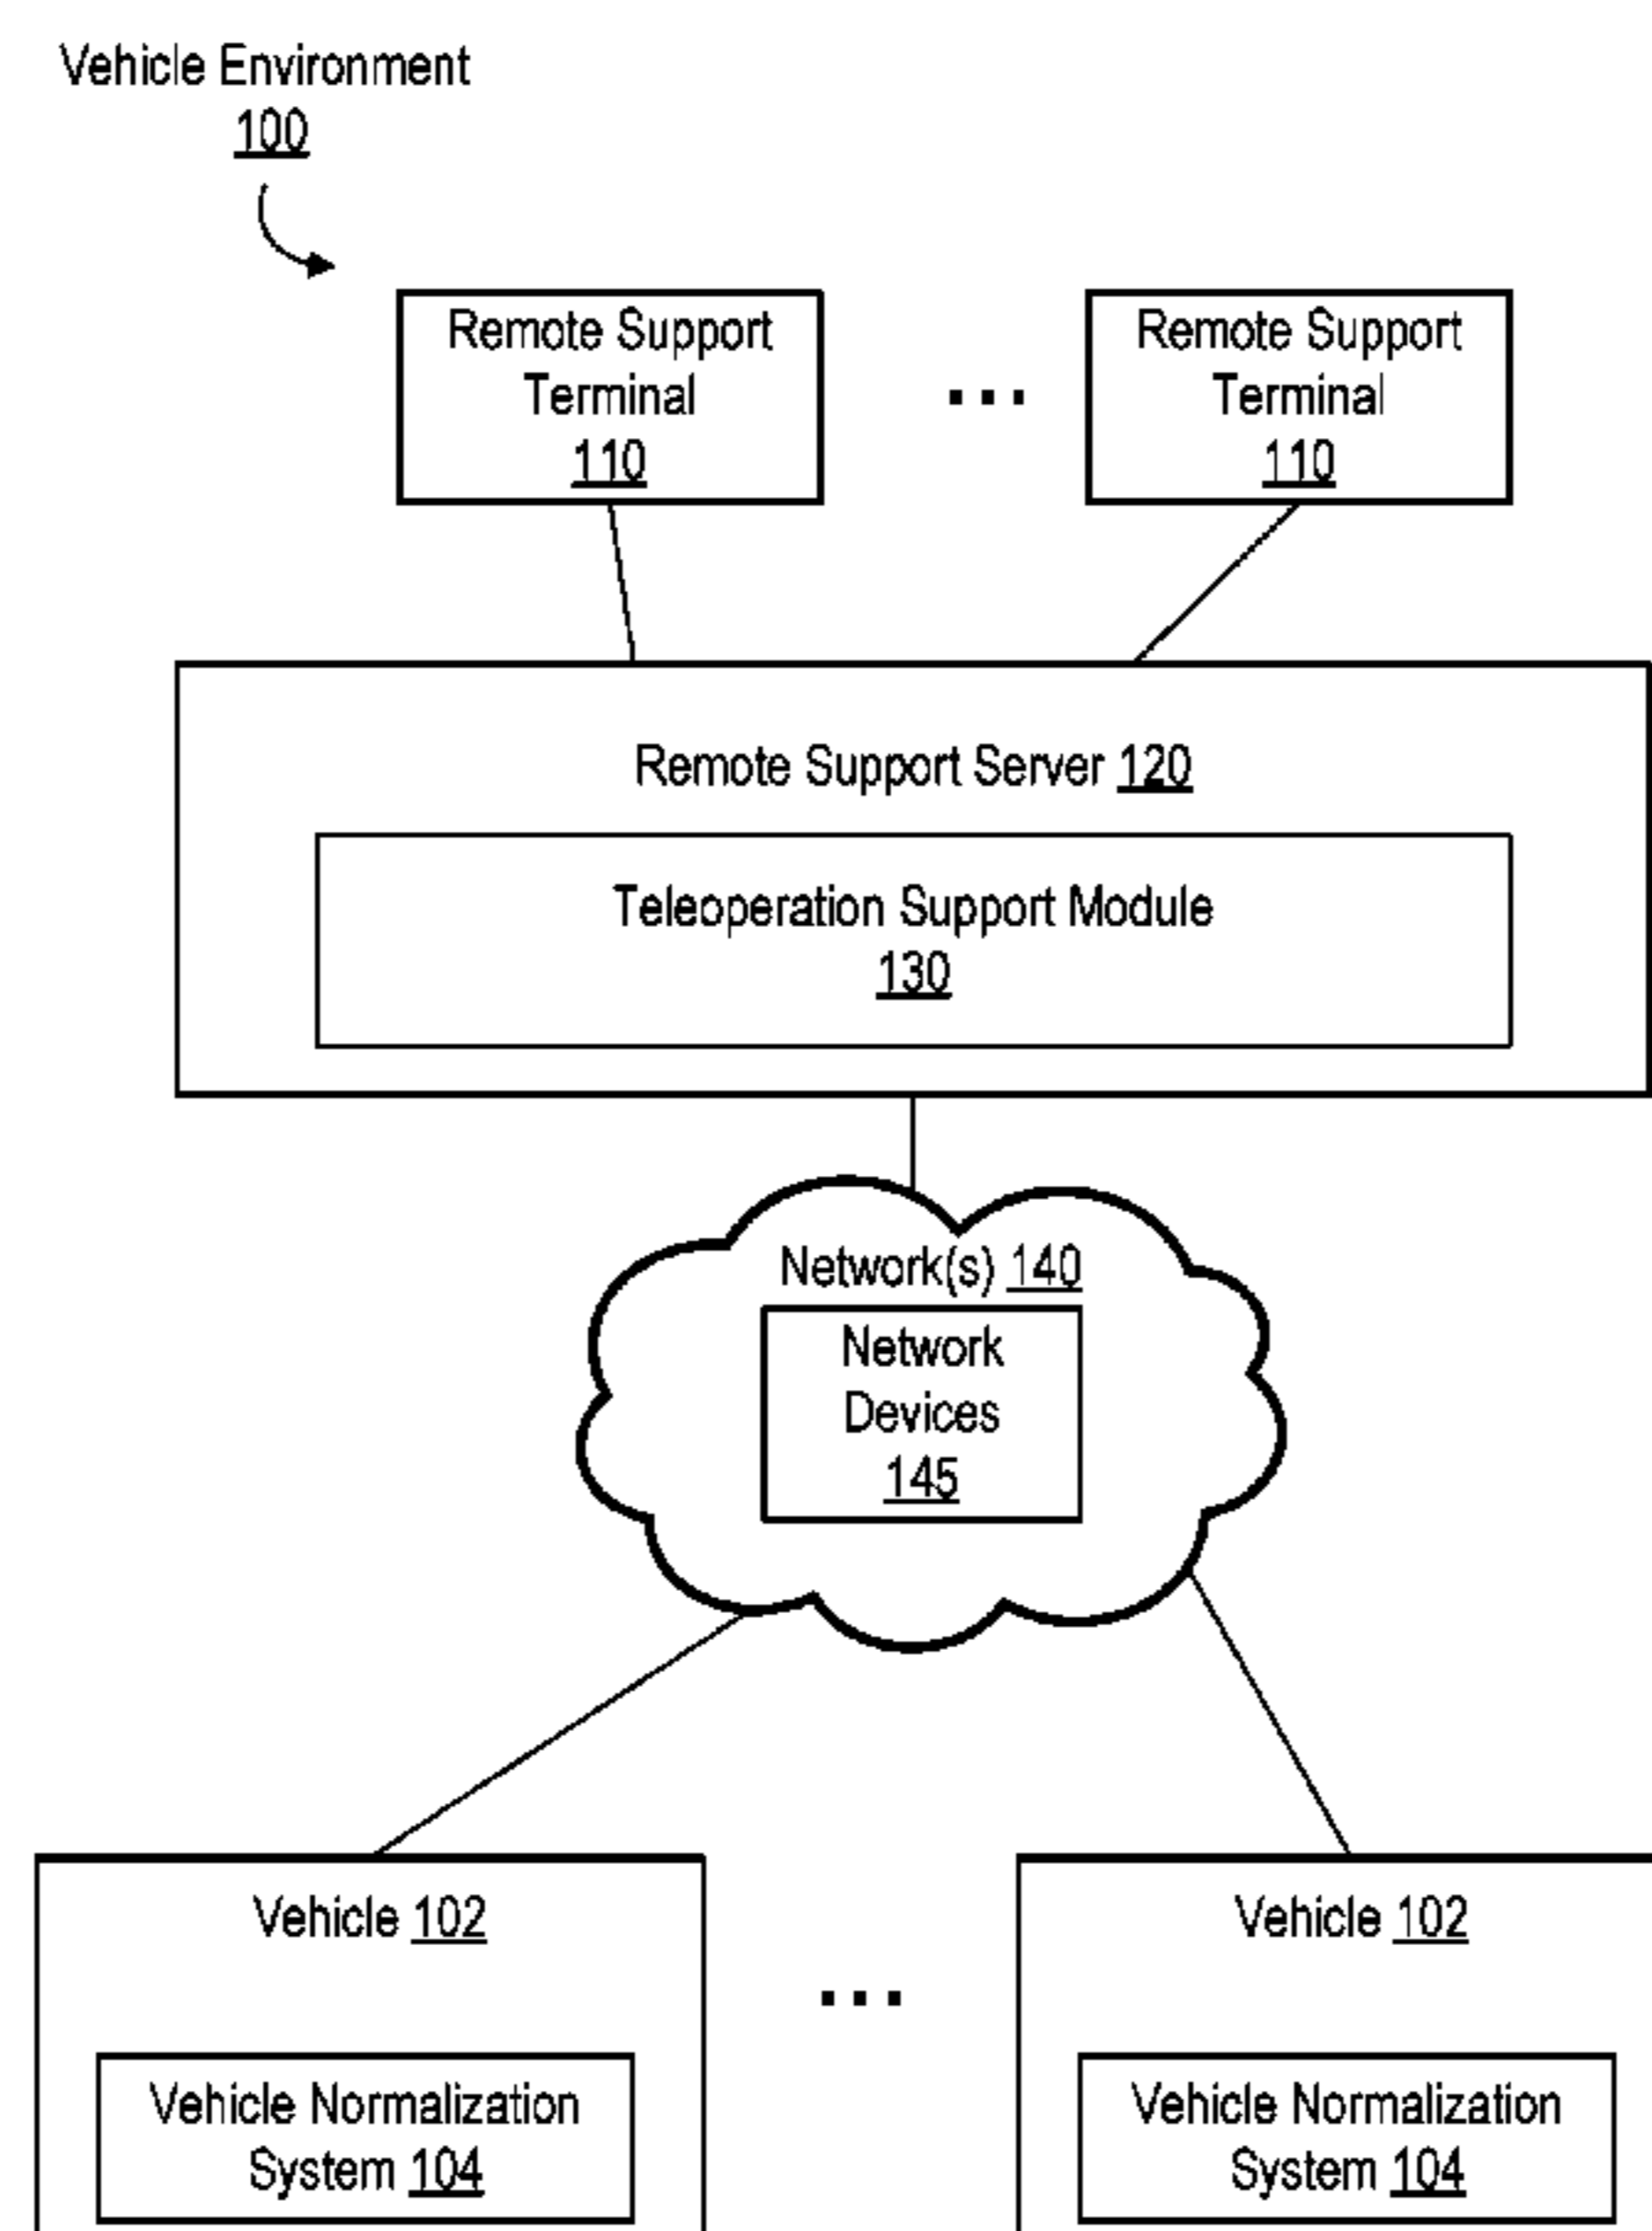 Vehicle Environment
100
Remote Support
Terminal
110
...
Remote Support
Terminal
110
Remote Support Server 120
Teleoperation Support Module
130
Network(s) 140
Network
Devices
145
Vehicle 102
Vehicle Normalization
System 104
...
Vehicle 102
Vehicle Normalization
System 104